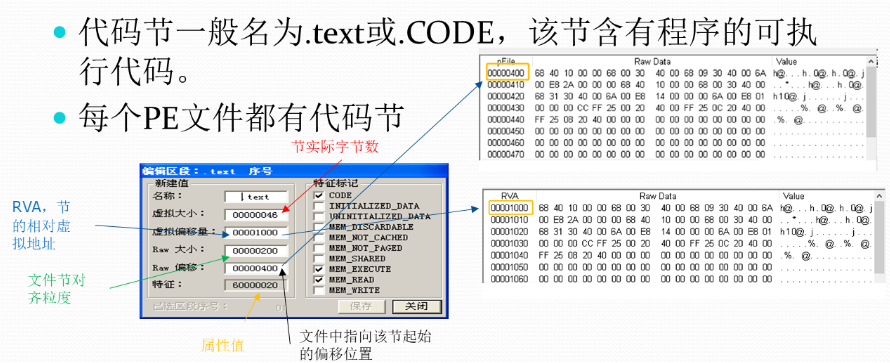 代码节一般名为.text或.CODE，该节含有程序的可执
行代码。
每个PE文件都有代码节
节实际字节数
RVA，节
的相对虚
拟地址
文件节对
齐粒度
属性值
文件中指向该节起始
的偏移位置
编辑区段：.text 序号
新建值
名称： .text
虚拟大小： 00000046
虚拟偏移量： 00001000
Raw 大小： 00000200
Raw 偏移： 00000400
特征： 60000020
特征标记
CODE
INITIALIZED_DATA
UNINITIALIZED_DATA
MEM_DISCARDABLE
MEM_NOT_CACHED
MEM_NOT_PAGED
MEM_SHARED
MEM_EXECUTE
MEM_READ
MEM_WRITE
已选区段序号：
保存 关闭
pFile Raw Data Value
00000400 68 40 10 00 00 68 00 30 40 00 68 09 30 40 00 6A h@...h.0@.h.0@.j
00000410 00 E8 2A 00 00 00 68 40 10 00 00 68 00 30 40 00 ..*...h@...h.0@.
00000420 68 31 30 40 00 6A 00 E8 14 00 00 00 6A 00 E8 01 h10@.j......j...
00000430 00 00 00 CC FF 25 00 20 40 00 FF 25 0C 20 40 00 .....%. @..%. @.
00000440 FF 25 08 20 40 00 00 00 00 00 00 00 00 00 00 00 .%. @...........
00000450 00 00 00 00 00 00 00 00 00 00 00 00 00 00 00 00 ................
00000460 00 00 00 00 00 00 00 00 00 00 00 00 00 00 00 00 ................
00000470 00 00 00 00 00 00 00 00 00 00 00 00 00 00 00 00 ................
RVA Raw Data Value
00001000 68 40 10 00 00 68 00 30 40 00 68 09 30 40 00 6A h@...h.0@.h.0@.j
00001010 00 E8 2A 00 00 00 68 40 10 00 00 68 00 30 40 00 ..*...h@...h.0@.
00001020 68 31 30 40 00 6A 00 E8 14 00 00 00 6A 00 E8 01 h10@.j......j...
00001030 00 00 00 CC FF 25 00 20 40 00 FF 25 0C 20 40 00 .....%. @..%. @.
00001040 FF 25 08 20 40 00 00 00 00 00 00 00 00 00 00 00 .%. @...........
00001050 00 00 00 00 00 00 00 00 00 00 00 00 00 00 00 00 ................
00001060 00 00 00 00 00 00 00 00 00 00 00 00 00 00 00 00 ................